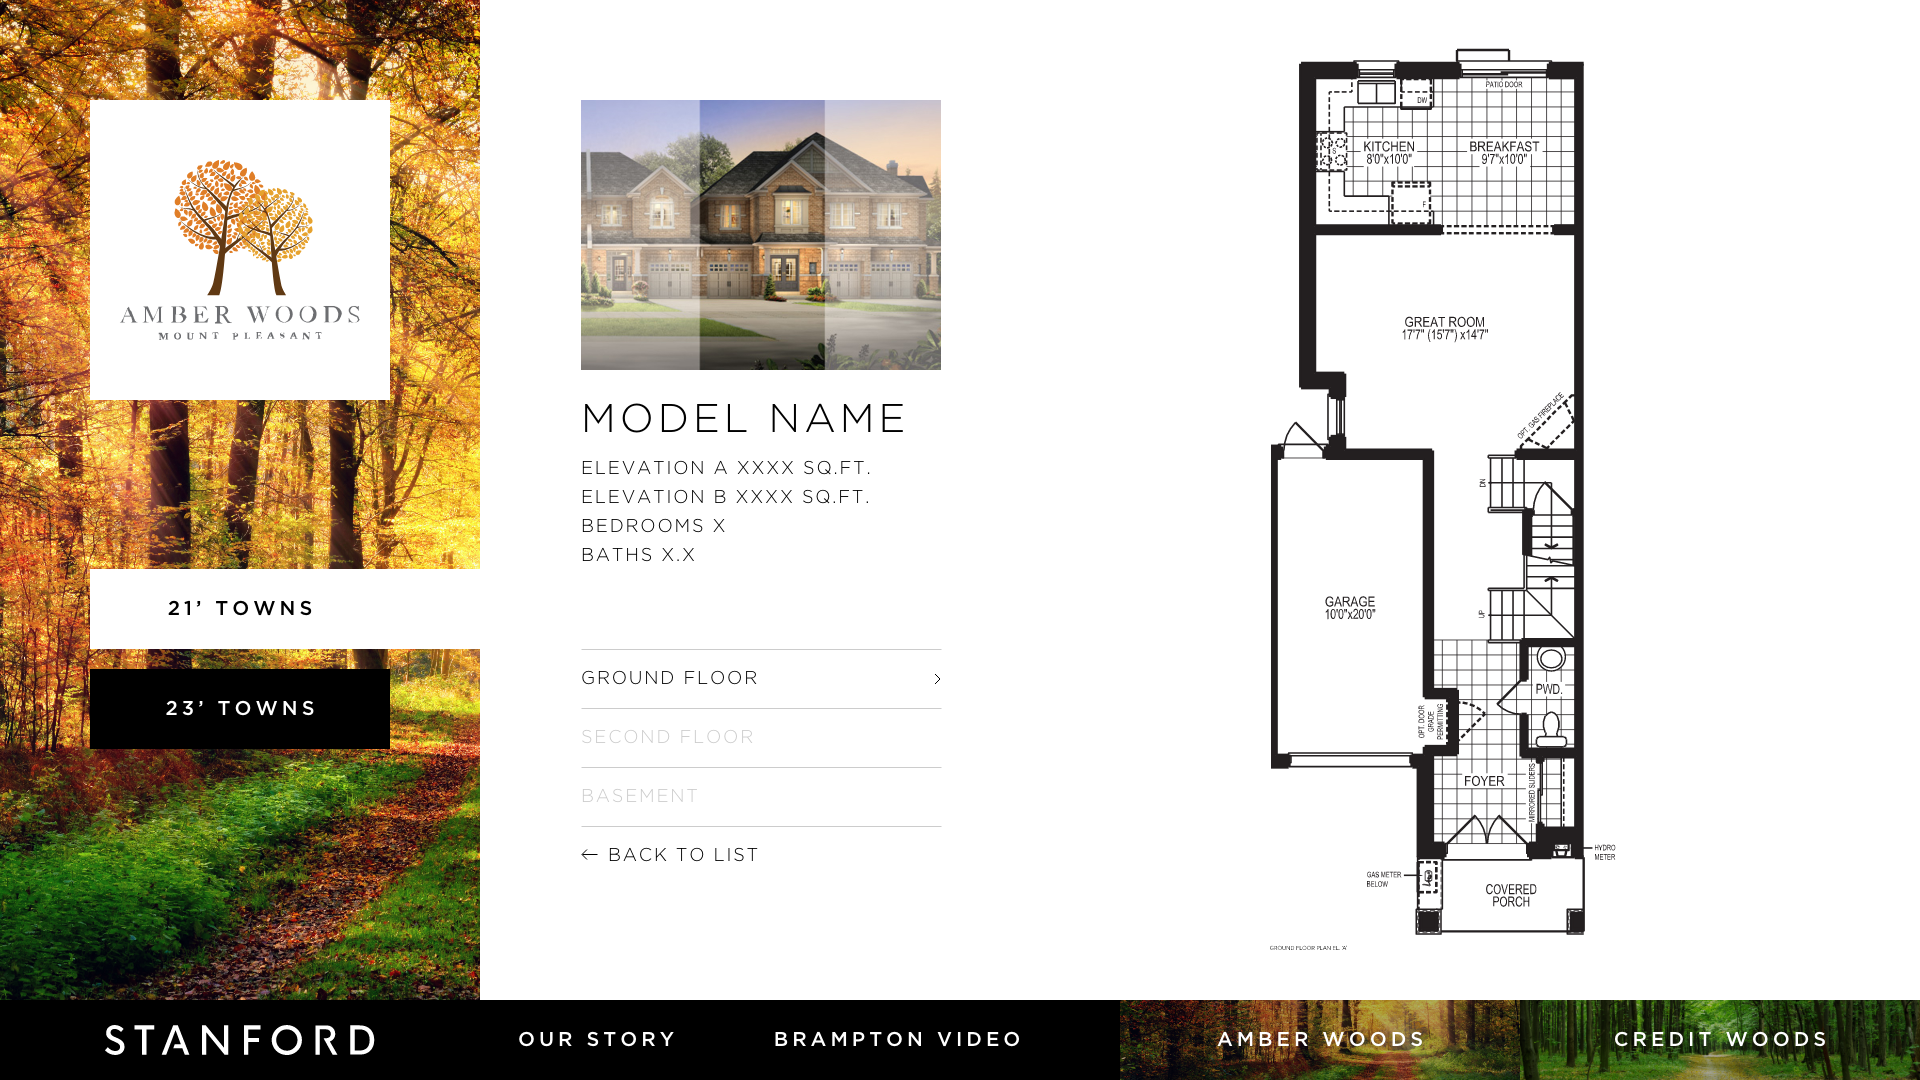 AMBER WOODS
MOUNT PLEASANT
21’ TOWNS
23’ TOWNS
MODEL NAME
ELEVATION A XXXX SQ.FT.
ELEVATION B XXXX SQ.FT.
BEDROOMS X
BATHS X.X
GROUND FLOOR
SECOND FLOOR
BASEMENT
← BACK TO LIST
PATIO DOOR
DW
S
KITCHEN
8'0"x10'0"
BREAKFAST
9'7"x10'0"
F
GREAT ROOM
17'7" (15'7") x14'7"
OPT. GAS FIREPLACE
DN
GARAGE
10'0"x20'0"
UP
PWD.
OPT. DOOR
GRADE
PERMITTING
FOYER
MIRRORED SLIDERS
HYDRO
METER
GAS METER
BELOW
COVERED
PORCH
GROUND FLOOR PLAN EL. 'A'
STANFORD
OUR STORY
BRAMPTON VIDEO
AMBER WOODS
CREDIT WOODS